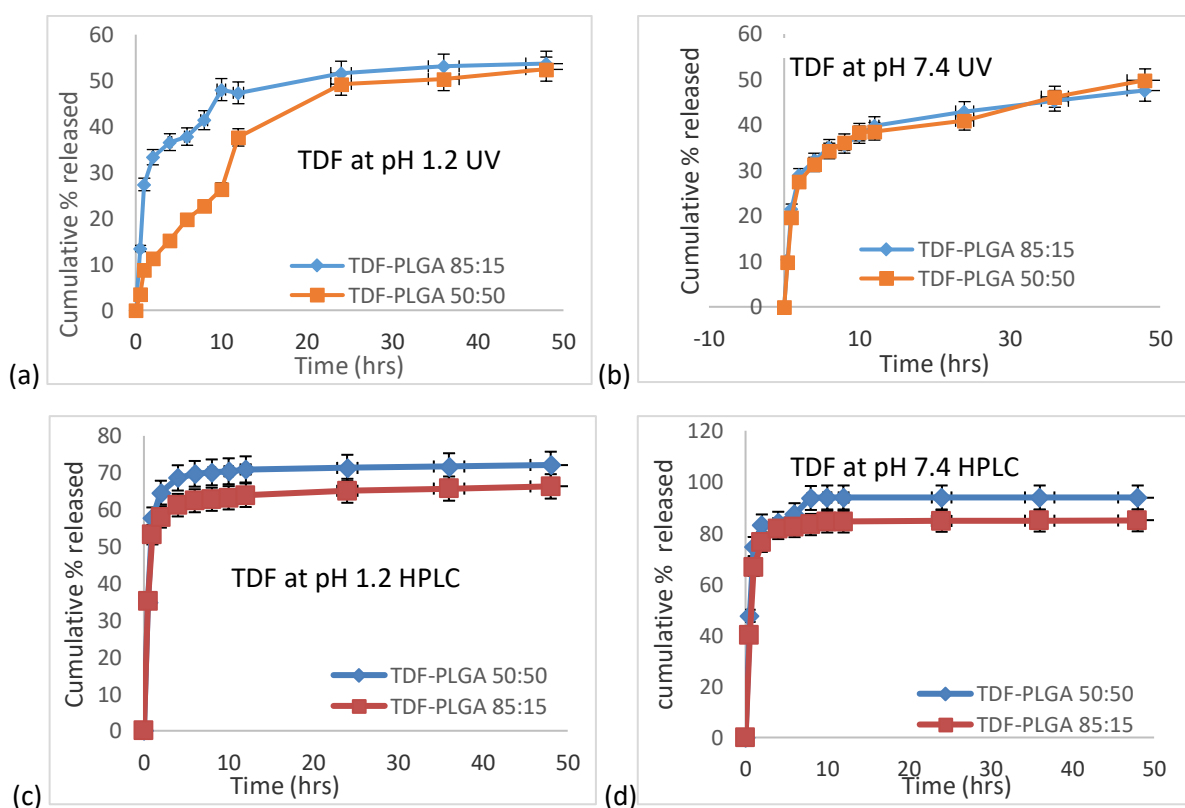 60
50
40
30
20
10
0
0 10 20 30 40 50
Cumulative % released
Time (hrs)
TDF at pH 1.2 UV
TDF-PLGA 85:15
TDF-PLGA 50:50
(a)
60
50
40
30
20
10
0
-10 10 30 50
Cumulative % released
Time (hrs)
TDF at pH 7.4 UV
TDF-PLGA 85:15
TDF-PLGA 50:50
(b)
80
70
60
50
40
30
20
10
0
0 10 20 30 40 50
Cumulative % released
Time (hrs)
TDF at pH 1.2 HPLC
TDF-PLGA 50:50
TDF-PLGA 85:15
(c)
120
100
80
60
40
20
0
0 10 20 30 40 50
cumulative % released
Time (hrs)
TDF at pH 7.4 HPLC
TDF-PLGA 50:50
TDF-PLGA 85:15
(d)